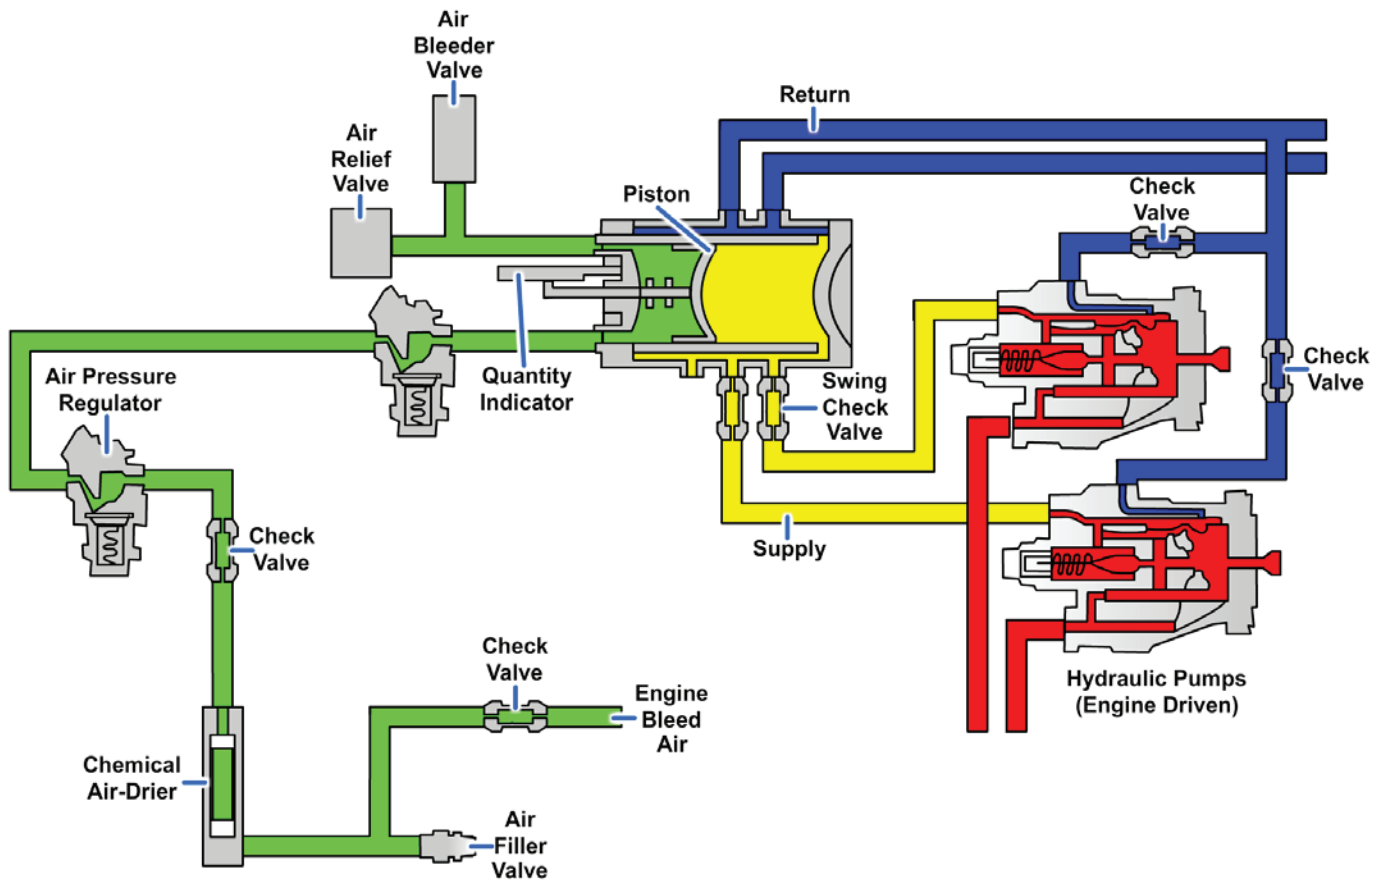 Air
Bleeder
Valve
Return
Air
Relief
Valve
Piston
Check
Valve
Air Pressure
Regulator
Quantity
Indicator
Swing
Check
Valve
Check
Valve
Check
Valve
Supply
Check
Valve
Engine
Bleed
Air
Hydraulic Pumps
(Engine Driven)
Chemical
Air-Drier
Air
Filler
Valve